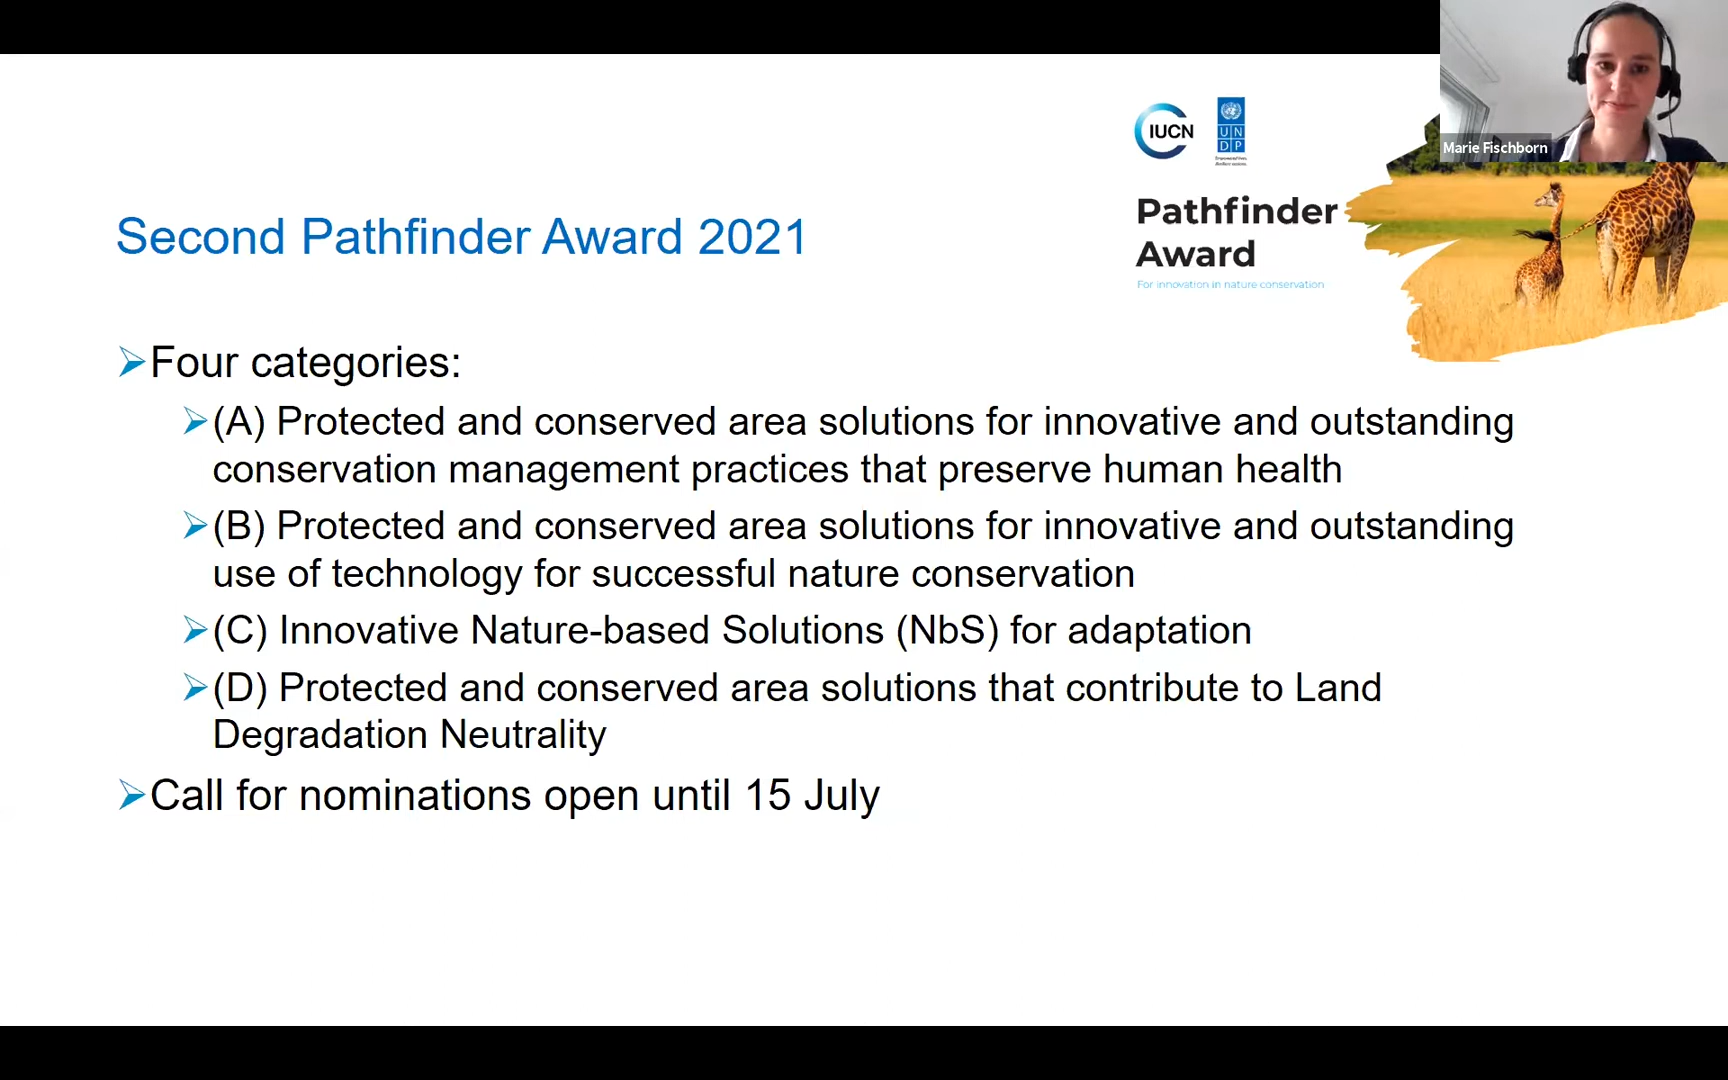 IUCN
UN
DP
Marie Fischborn
Pathfinder
Award
For innovation in nature conservation
Second Pathfinder Award 2021
Four categories:
(A) Protected and conserved area solutions for innovative and outstanding
conservation management practices that preserve human health
(B) Protected and conserved area solutions for innovative and outstanding
use of technology for successful nature conservation
(C) Innovative Nature-based Solutions (NbS) for adaptation
(D) Protected and conserved area solutions that contribute to Land
Degradation Neutrality
Call for nominations open until 15 July